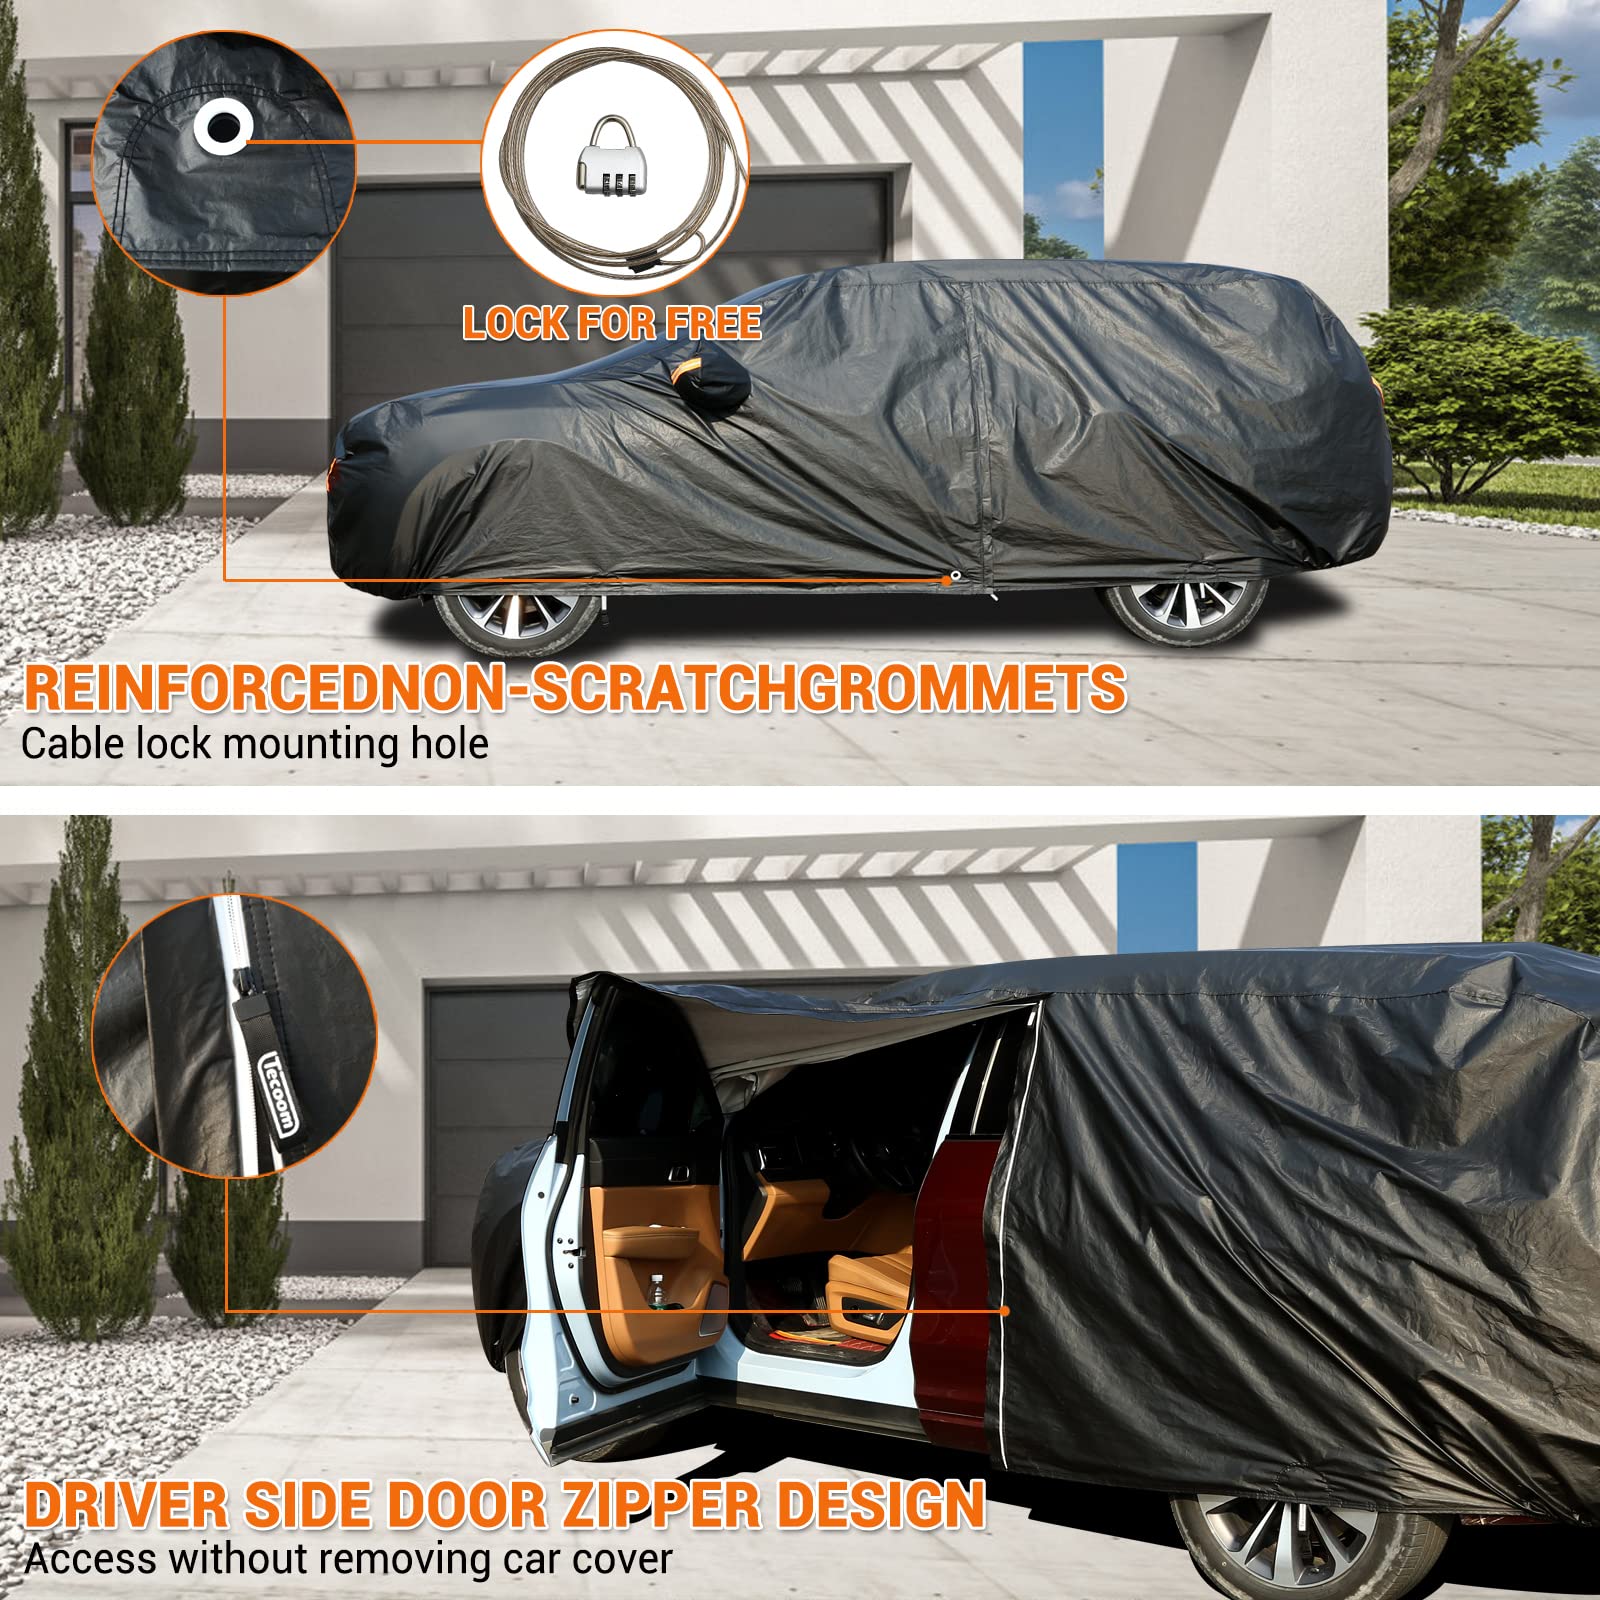 LOCK FOR FREE
REINFORCEDNON-SCRATCHGROMMETS
Cable lock mounting hole
Tecoom
DRIVER SIDE DOOR ZIPPER DESIGN
Access without removing car cover